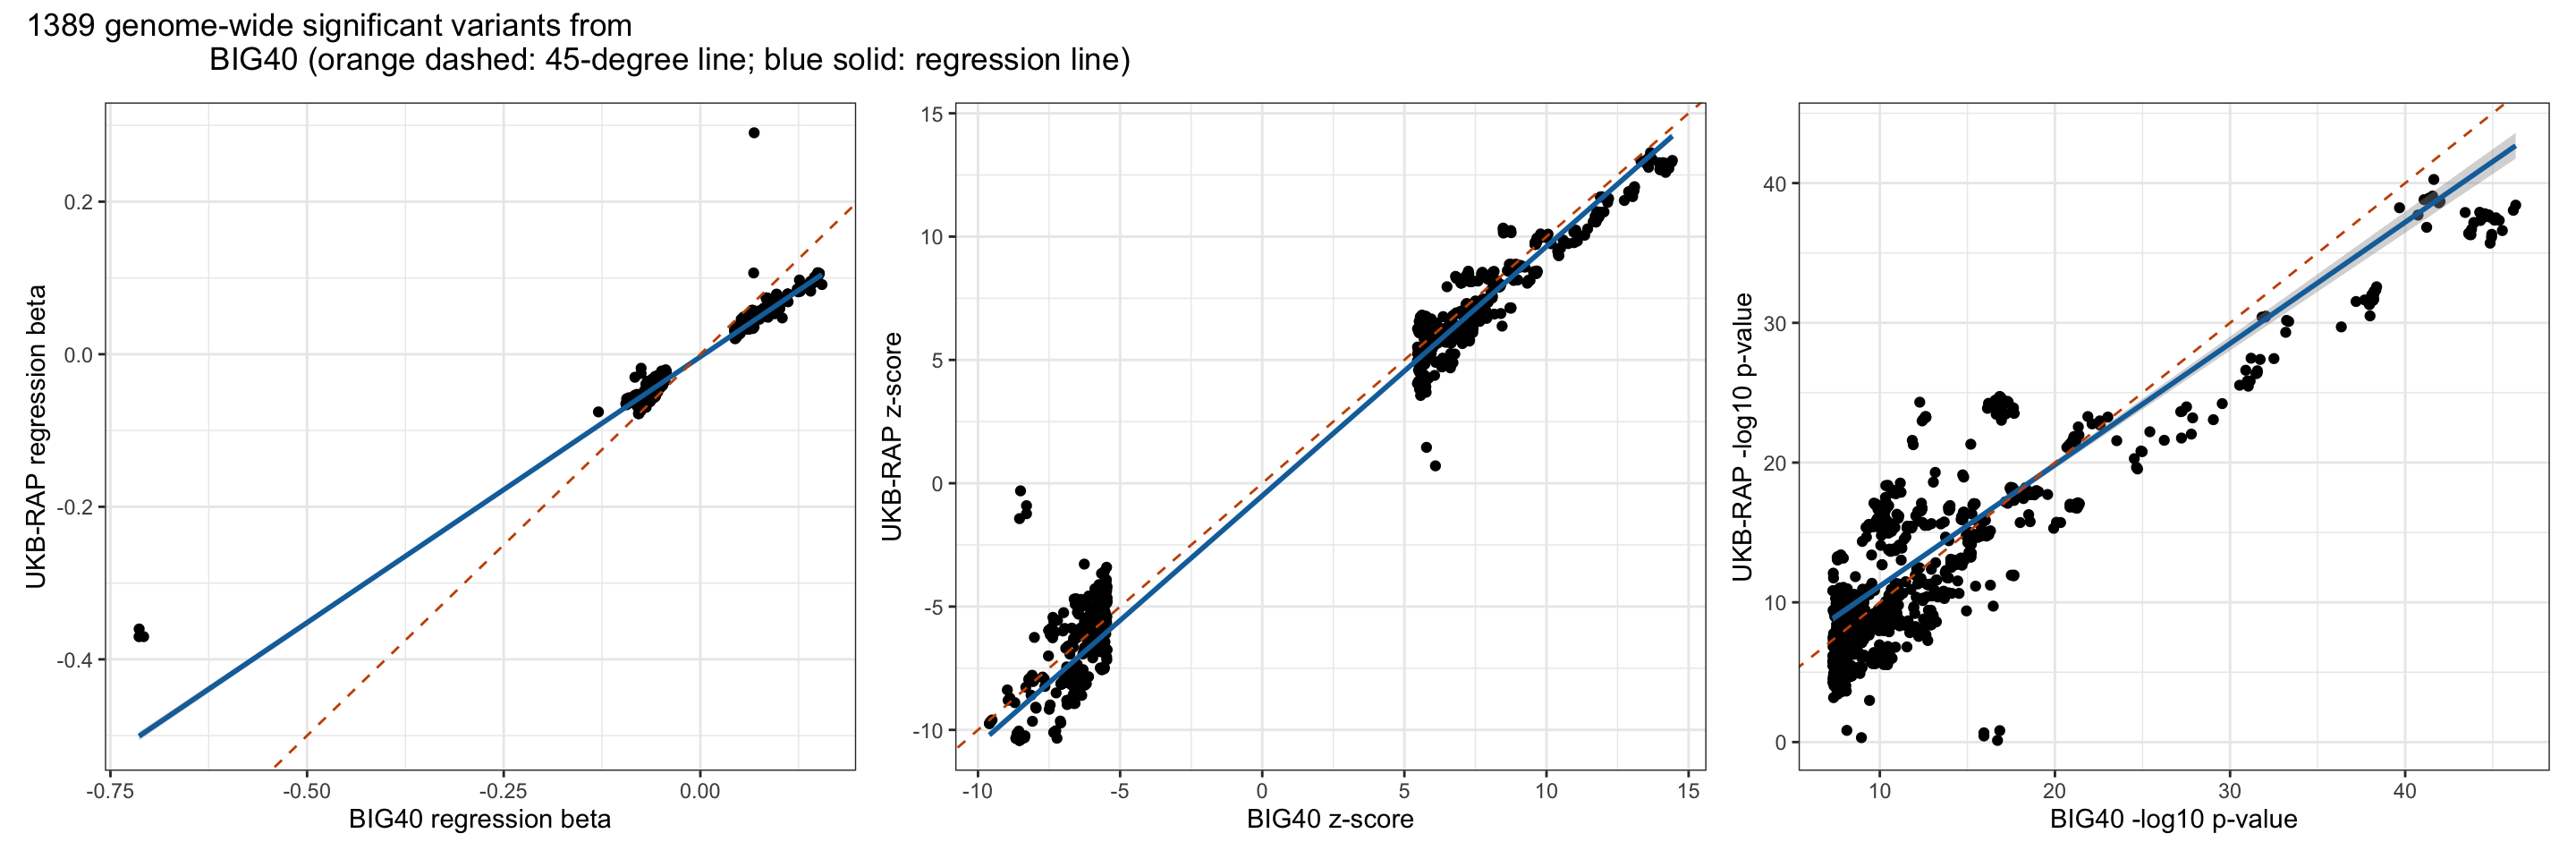 1389 genome-wide significant variants from
BIG40 (orange dashed: 45-degree line; blue solid: regression line)
UKB-RAP regression beta
0.2
0.0
-0.2
-0.4
-0.75 -0.50 -0.25 0.00
BIG40 regression beta
UKB-RAP z-score
15
10
5
0
-5
-10
-10 -5 0 5 10 15
BIG40 z-score
UKB-RAP -log10 p-value
40
30
20
10
0
10 20 30 40
BIG40 -log10 p-value